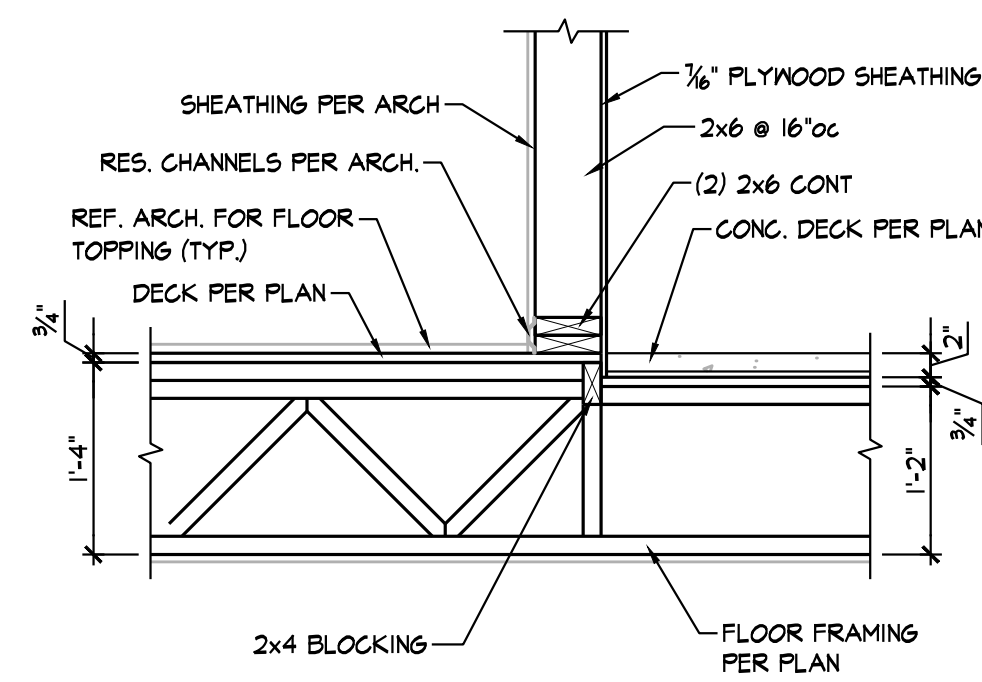 7/16" PLYWOOD SHEATHING
SHEATHING PER ARCH
2x6 @ 16"oc
RES. CHANNELS PER ARCH.
(2) 2x6 CONT
REF. ARCH. FOR FLOOR
TOPPING (TYP.)
CONC. DECK PER PLAN
DECK PER PLAN
3/4"
2"
3/4"
1'-4"
1'-2"
2x4 BLOCKING
FLOOR FRAMING
PER PLAN